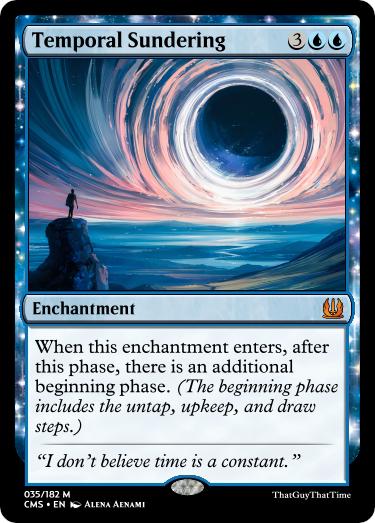 Temporal Sundering 3
Enchantment
When this enchantment enters, after
this phase, there is an additional
beginning phase. (The beginning phase
includes the untap, upkeep, and draw
steps.)
“I don’t believe time is a constant.”
035/182 M
CMS • EN Alena Aenami
ThatGuyThatTime